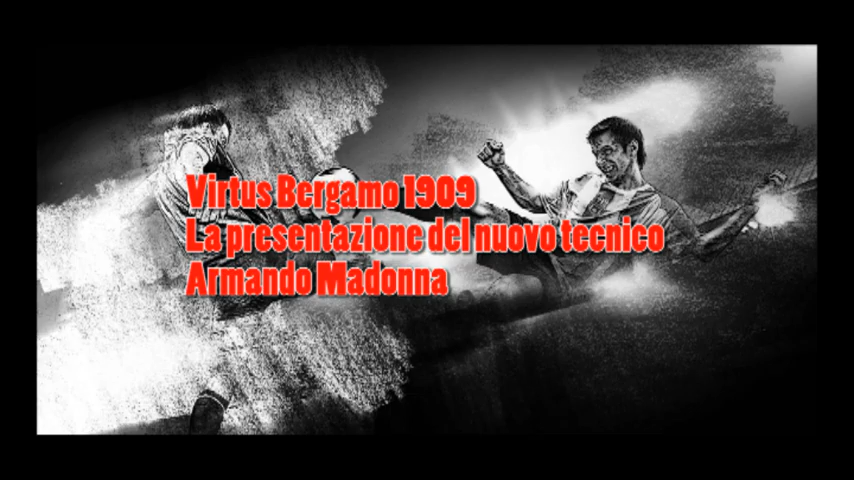 Virtus Bergamo 1909
La presentazione del nuovo tecnico
Armando Madonna